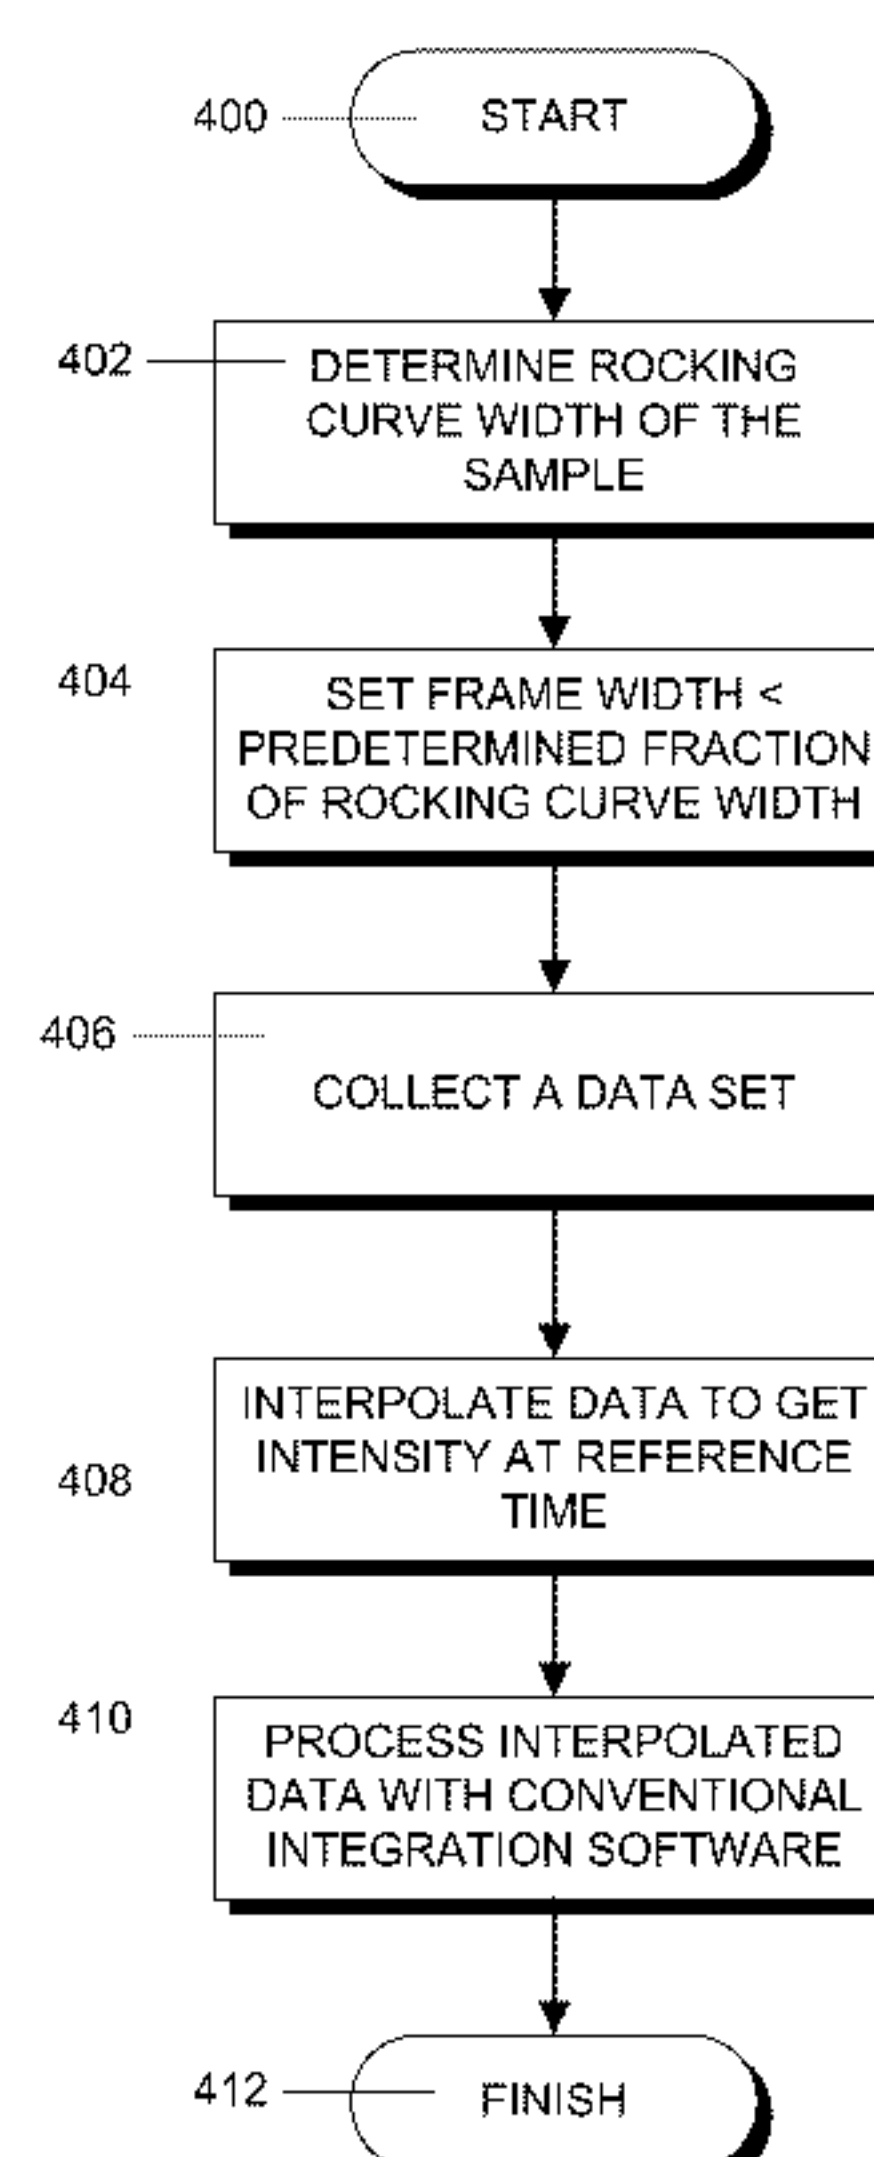 400 START
402 DETERMINE ROCKING
CURVE WIDTH OF THE
SAMPLE
404 SET FRAME WIDTH <
PREDETERMINED FRACTION
OF ROCKING CURVE WIDTH
406
COLLECT A DATA SET
INTERPOLATE DATA TO GET
INTENSITY AT REFERENCE
408
TIME
410 PROCESS INTERPOLATED
DATA WITH CONVENTIONAL
INTEGRATION SOFTWARE
412 FINISH